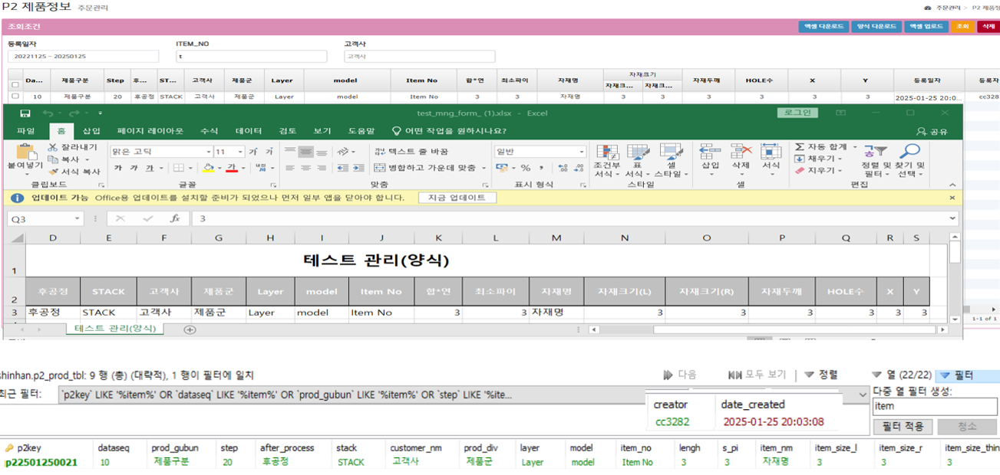 P2 제품정보 주문관리
주문관리 > P2 제품정
조회조건
엑셀 다운로드 양식 다운로드 엑셀 업로드 조회 삭제
등록일자 ITEM_NO 고객사
20221125 - 20250125 t 고객사
Da... 제품구분 Step 후... ST... 고객사 제품군 Layer model Item No 합*연 최소파이 자재명 자재크기 자재두께 HOLE수 X Y 등록일자 등록자
자재크... 자재크...
10 제품구분 20 후공정 STACK 고객사 제품군 Layer model Item No 3 3 자재명 3 3 3 3 3 3 2025-01-25 20:0... cc328
test_mng_form_ (1).xlsx - Excel 로그인
파일 홈 삽입 페이지 레이아웃 수식 데이터 검토 보기 도움말 어떤 작업을 원하시나요? 공유
붙여넣기 잘라내기 복사 서식 복사
맑은 고딕 11 가 가
가 가 가 가
텍스트 줄 바꿈
병합하고 가운데 맞춤
일반
조건부 서식 표 서식 셀 스타일
삽입 삭제 서식
자동 합계 채우기 지우기
정렬 및 필터 찾기 및 선택
클립보드 글꼴 맞춤 표시 형식 스타일 셀 편집
업데이트 가능 Office용 업데이트를 설치할 준비가 되었으나 먼저 일부 앱을 닫아야 합니다. 지금 업데이트
Q3 fx 3
D E F G H I J K L M N O P Q R S
1 테스트 관리(양식)
2 후공정 STACK 고객사 제품군 Layer model Item No 합*연 최소파이 자재명 자재크기(L) 자재크기(R) 자재두께 HOLE수 X Y
3 후공정 STACK 고객사 제품군 Layer model Item No 3 3 자재명 3 3 3 3 3 3
테스트 관리(양식)
1-1 of 1
shinhan.p2_prod_tbl: 9 행 (총) (대략적), 1 행이 필터에 일치 다음 모두 보기 정렬 열 (22/22) 필터
최근 필터: `p2key` LIKE '%item%' OR `dataseq` LIKE '%item%' OR `prod_gubun` LIKE '%item%' OR `step` LIKE '%ite... 다중 열 필터 생성:
item
필터 적용 청소
creator date_created
cc3282 2025-01-25 20:03:08
p2key dataseq prod_gubun step after_process stack customer_nm prod_div layer model item_no lengh s_pi item_nm item_size_l item_size_r item_size_thin
p22501250021 10 제품구분 20 후공정 STACK 고객사 제품군 Layer model Item No 3 3 자재명 3 3 3